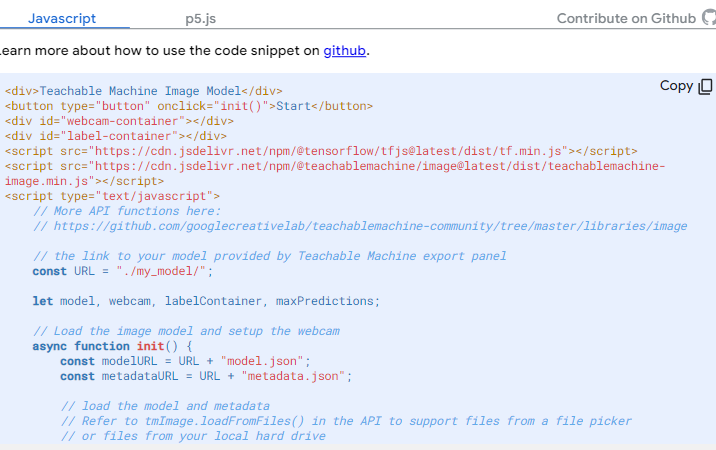 Javascript p5.js Contribute on Github
earn more about how to use the code snippet on github.
Copy
<div>Teachable Machine Image Model</div>
<button type="button" onclick="init()">Start</button>
<div id="webcam-container"></div>
<div id="label-container"></div>
<script src="https://cdn.jsdelivr.net/npm/@tensorflow/tfjs@latest/dist/tf.min.js"></script>
<script src="https://cdn.jsdelivr.net/npm/@teachablemachine/image@latest/dist/teachablemachine-
image.min.js"></script>
<script type="text/javascript">
    // More API functions here:
    // https://github.com/googlecreativelab/teachablemachine-community/tree/master/libraries/image

    // the link to your model provided by Teachable Machine export panel
    const URL = "./my_model/";

    let model, webcam, labelContainer, maxPredictions;

    // Load the image model and setup the webcam
    async function init() {
        const modelURL = URL + "model.json";
        const metadataURL = URL + "metadata.json";

        // load the model and metadata
        // Refer to tmImage.loadFromFiles() in the API to support files from a file picker
        // or files from your local hard drive